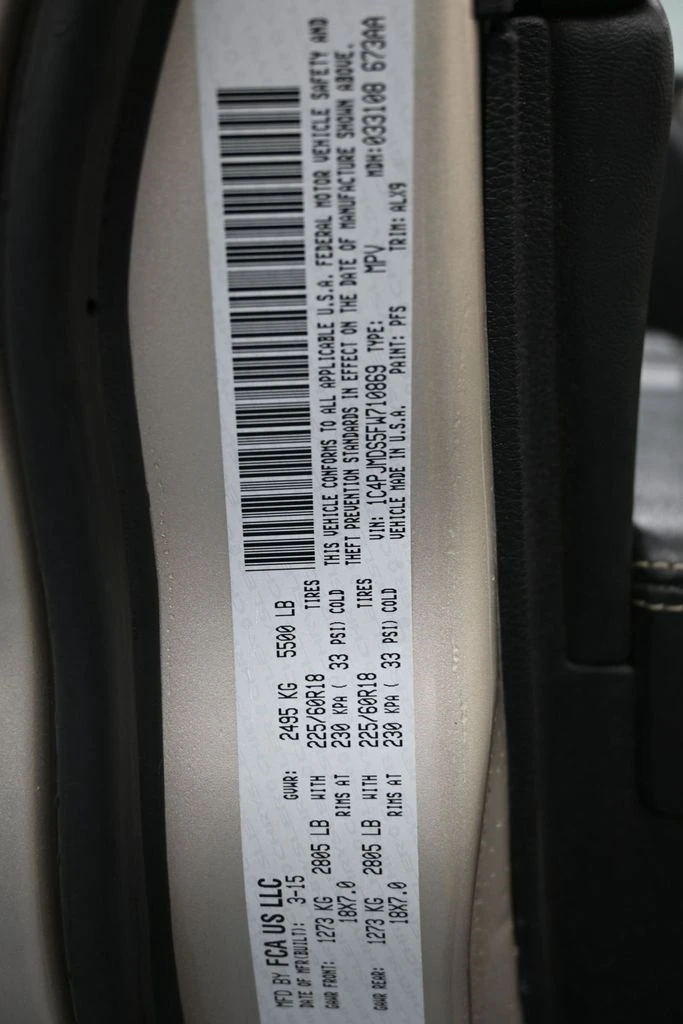 MFD BY FCA US LLC
DATE OF MFR(BUILT): 3-15 GVWR: 2495 KG 5500 LB
GAWR FRONT: 1273 KG 2805 LB WITH 225/60R18 TIRES
18X7.0 RIMS AT 230 KPA ( 33 PSI) COLD
GAWR REAR: 1273 KG 2805 LB WITH 225/60R18 TIRES
18X7.0 RIMS AT 230 KPA ( 33 PSI) COLD
THIS VEHICLE CONFORMS TO ALL APPLICABLE U.S.A. FEDERAL MOTOR VEHICLE SAFETY AND
THEFT PREVENTION STANDARDS IN EFFECT ON THE DATE OF MANUFACTURE SHOWN ABOVE.
VIN: 1C4PJMDS5FW710869 TYPE: MPV MDH:033108 673AA
VEHICLE MADE IN U.S.A. PAINT: PFS TRIM: ALX9